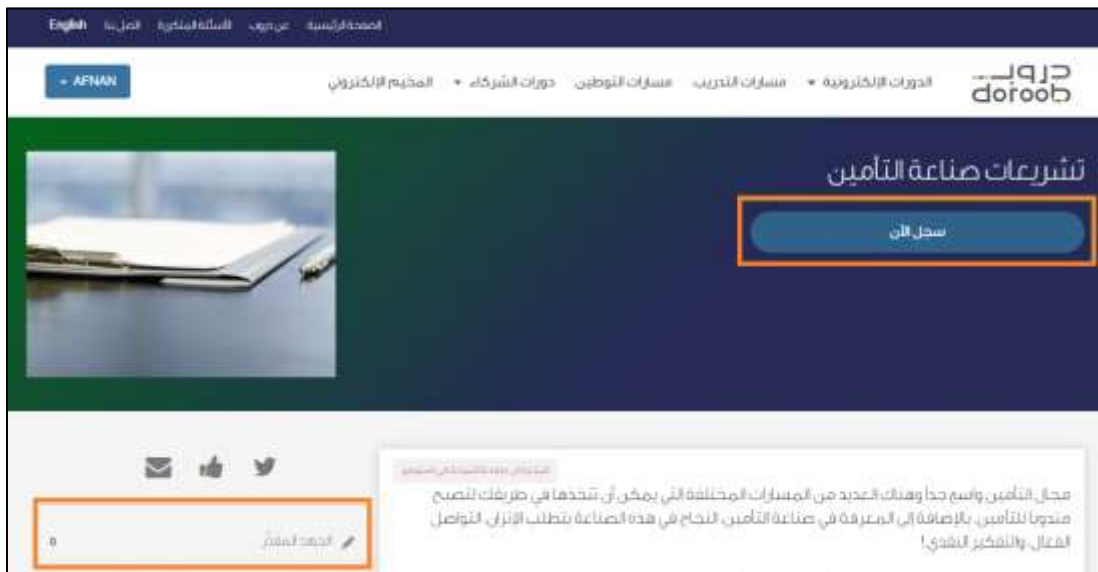 الصفحة الرئيسية عن دروب الأسئلة المتكررة اتصل بنا English
دروب
doroob
الدورات الإلكترونية مسارات التدريب مسارات التوطين دورات الشركاء المخيم الإلكتروني
AFNAN
تشريعات صناعة التأمين
سجل الآن
مجال التأمين واسع جداً وهناك العديد من المسارات المختلفة التي يمكن أن تتخذها في طريقك لتصبح
مندوبا للتأمين. بالإضافة إلى المعرفة في صناعة التأمين، النجاح في هذه الصناعة يتطلب الإتزان، التواصل
الفعال، والتفكير النقدي!
الجهد المقدّر
0